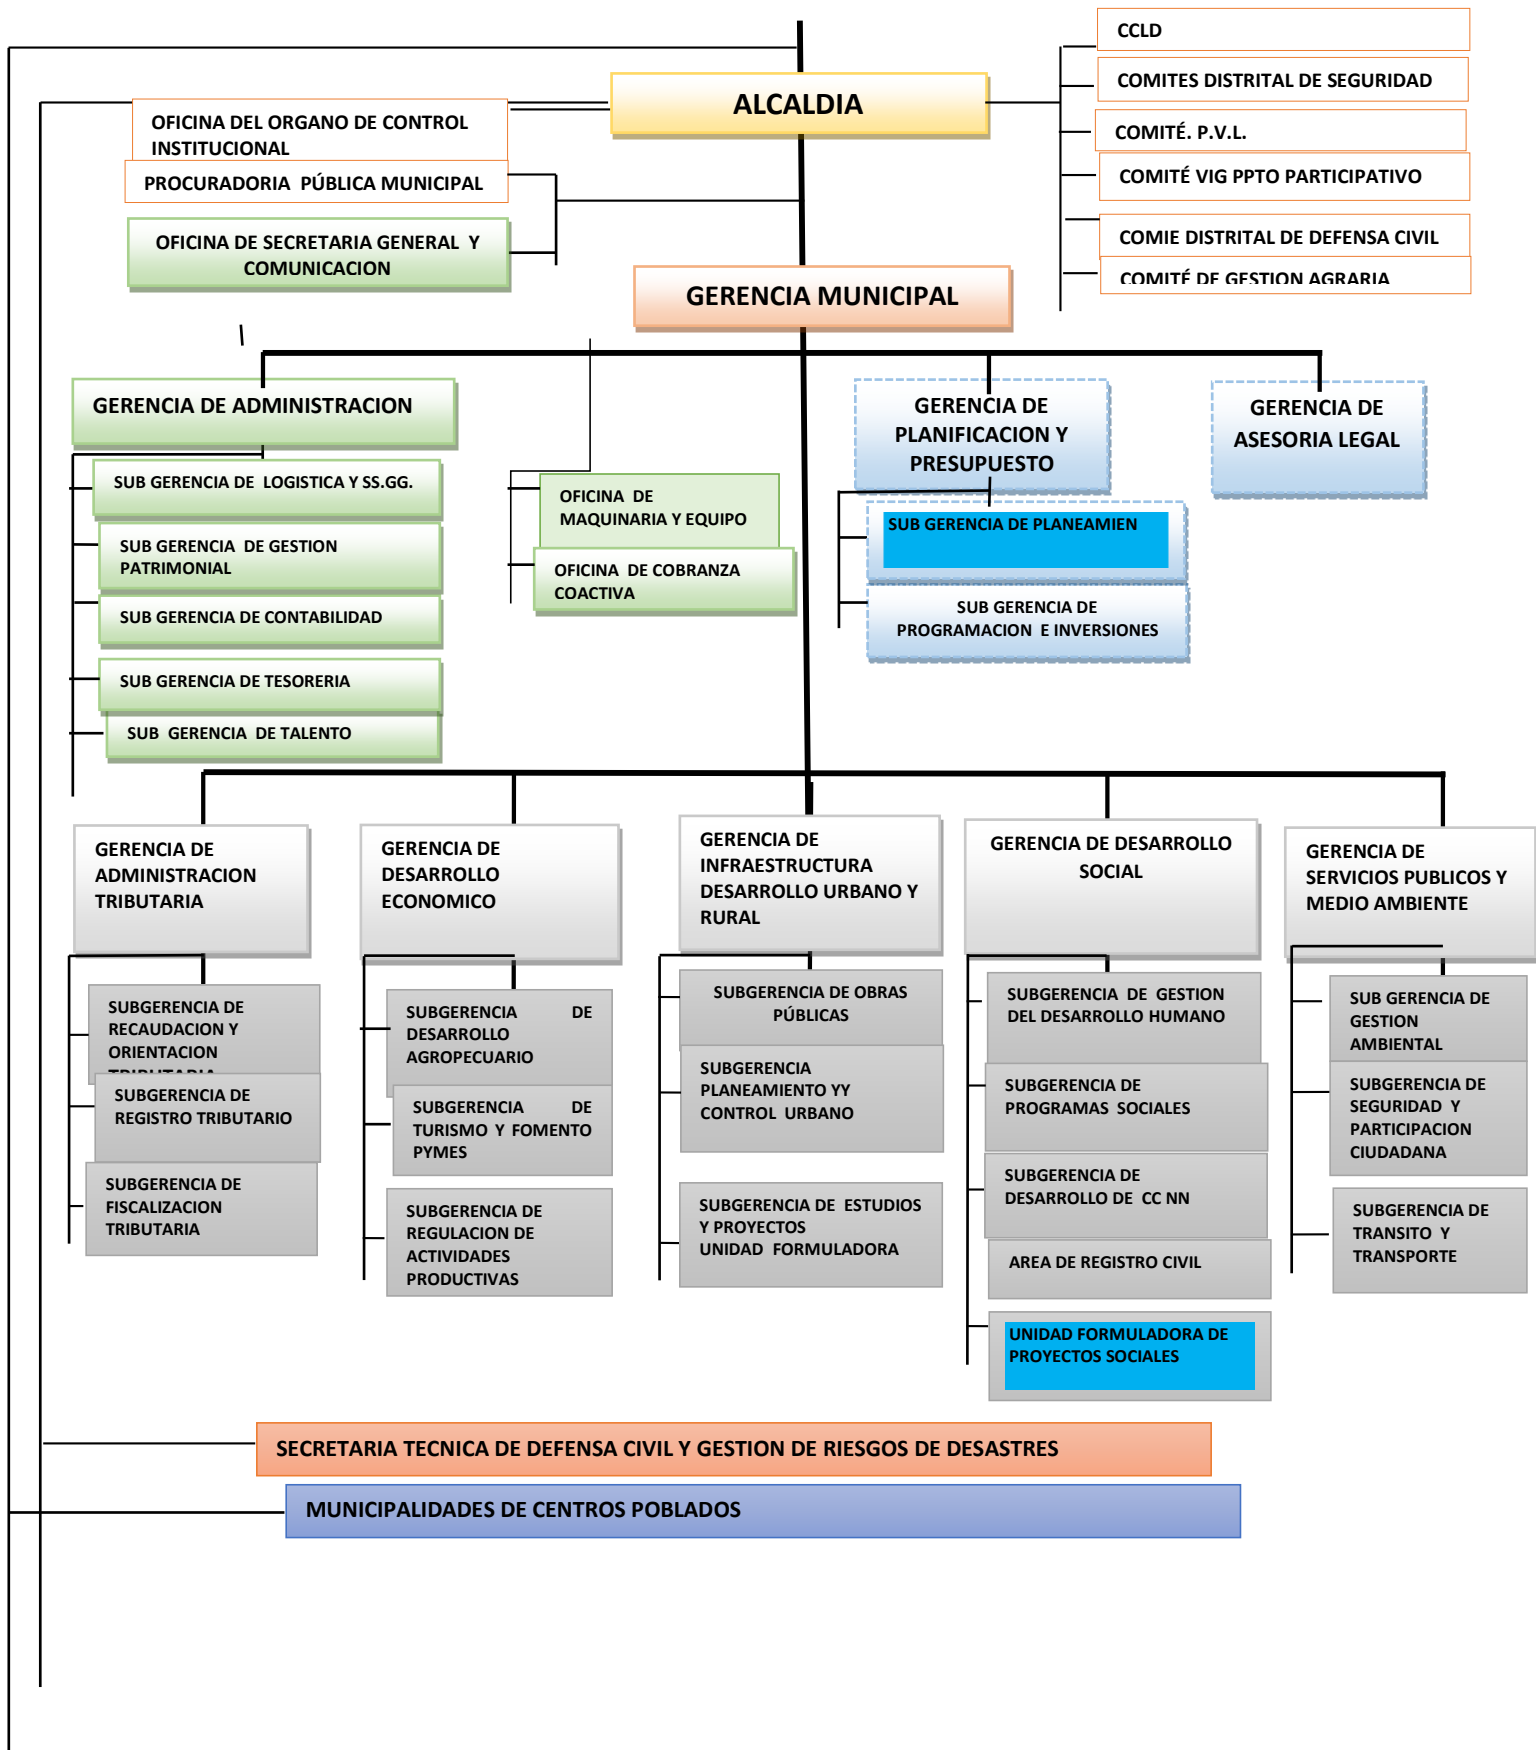 CCLD
COMITES DISTRITAL DE SEGURIDAD
COMITÉ. P.V.L.
COMITÉ VIG PPTO PARTICIPATIVO
COMIE DISTRITAL DE DEFENSA CIVIL
COMITÉ DE GESTION AGRARIA
ALCALDIA
OFICINA DEL ORGANO DE CONTROL
INSTITUCIONAL
PROCURADORIA PÚBLICA MUNICIPAL
OFICINA DE SECRETARIA GENERAL Y
COMUNICACION
GERENCIA MUNICIPAL
GERENCIA DE ADMINISTRACION
SUB GERENCIA DE LOGISTICA Y SS.GG.
SUB GERENCIA DE GESTION
PATRIMONIAL
SUB GERENCIA DE CONTABILIDAD
SUB GERENCIA DE TESORERIA
SUB GERENCIA DE TALENTO
OFICINA DE
MAQUINARIA Y EQUIPO
OFICINA DE COBRANZA
COACTIVA
GERENCIA DE
PLANIFICACION Y
PRESUPUESTO
SUB GERENCIA DE PLANEAMIEN
SUB GERENCIA DE
PROGRAMACION E INVERSIONES
GERENCIA DE
ASESORIA LEGAL
GERENCIA DE
ADMINISTRACION
TRIBUTARIA
SUBGERENCIA DE
RECAUDACION Y
ORIENTACION
TRIBUTARIA
SUBGERENCIA DE
REGISTRO TRIBUTARIO
SUBGERENCIA DE
FISCALIZACION
TRIBUTARIA
GERENCIA DE
DESARROLLO
ECONOMICO
SUBGERENCIA DE
DESARROLLO
AGROPECUARIO
SUBGERENCIA DE
TURISMO Y FOMENTO
PYMES
SUBGERENCIA DE
REGULACION DE
ACTIVIDADES
PRODUCTIVAS
GERENCIA DE
INFRAESTRUCTURA
DESARROLLO URBANO Y
RURAL
SUBGERENCIA DE OBRAS
PÚBLICAS
SUBGERENCIA
PLANEAMIENTO YY
CONTROL URBANO
SUBGERENCIA DE ESTUDIOS
Y PROYECTOS
UNIDAD FORMULADORA
GERENCIA DE DESARROLLO
SOCIAL
SUBGERENCIA DE GESTION
DEL DESARROLLO HUMANO
SUBGERENCIA DE
PROGRAMAS SOCIALES
SUBGERENCIA DE
DESARROLLO DE CC NN
AREA DE REGISTRO CIVIL
UNIDAD FORMULADORA DE
PROYECTOS SOCIALES
GERENCIA DE
SERVICIOS PUBLICOS Y
MEDIO AMBIENTE
SUB GERENCIA DE
GESTION
AMBIENTAL
SUBGERENCIA DE
SEGURIDAD Y
PARTICIPACION
CIUDADANA
SUBGERENCIA DE
TRANSITO Y
TRANSPORTE
SECRETARIA TECNICA DE DEFENSA CIVIL Y GESTION DE RIESGOS DE DESASTRES
MUNICIPALIDADES DE CENTROS POBLADOS